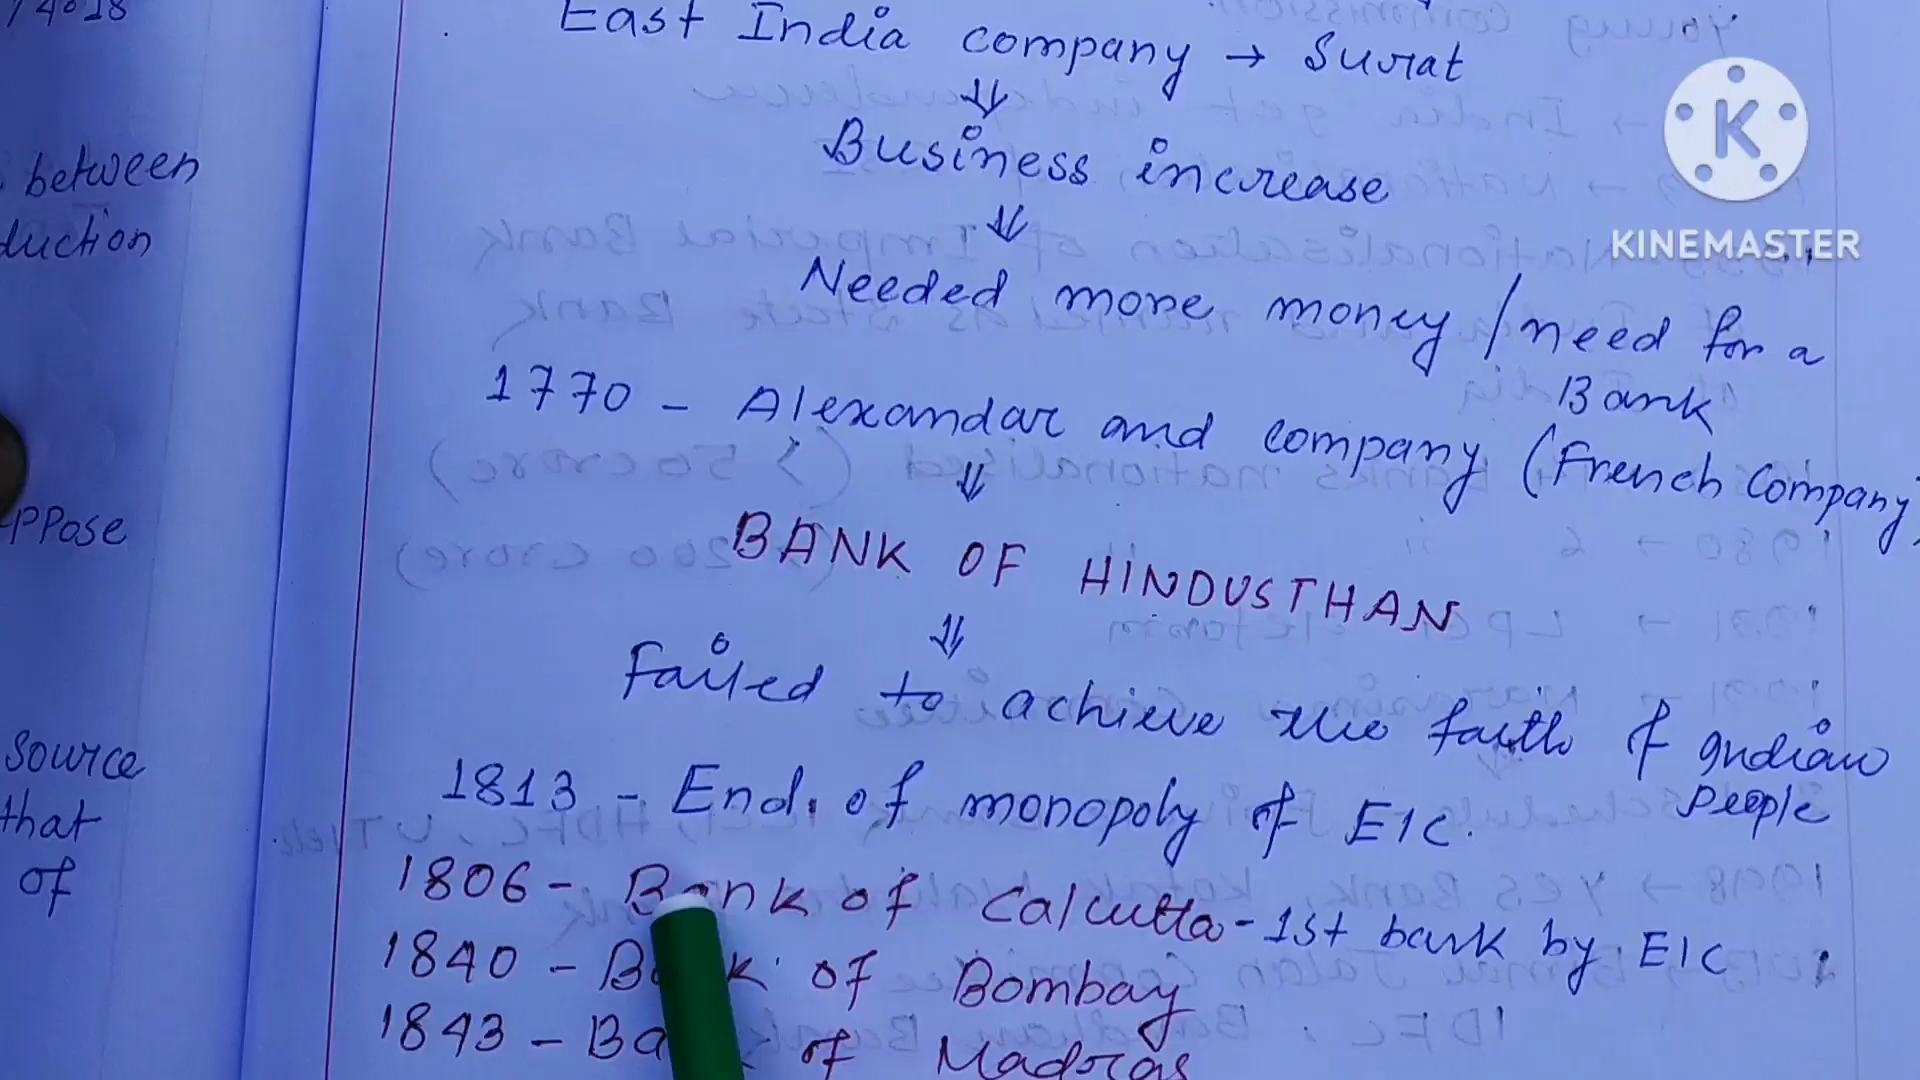 East India company → Surat
⇓
Business increase
⇓
Needed more money / need for a
Bank
1770 - Alexandar and company (French Company)
⇓
BANK OF HINDUSTHAN
⇓
Failed to achieve the faith of Indian
People
1813 - End. of monopoly of EIC.
1806 - Bank of Calcutta - 1st bank by EIC
1840 - Bank of Bombay
1843 - Bank of Madras
between
duction
ppose
Source
that
of
K
KINEMASTER